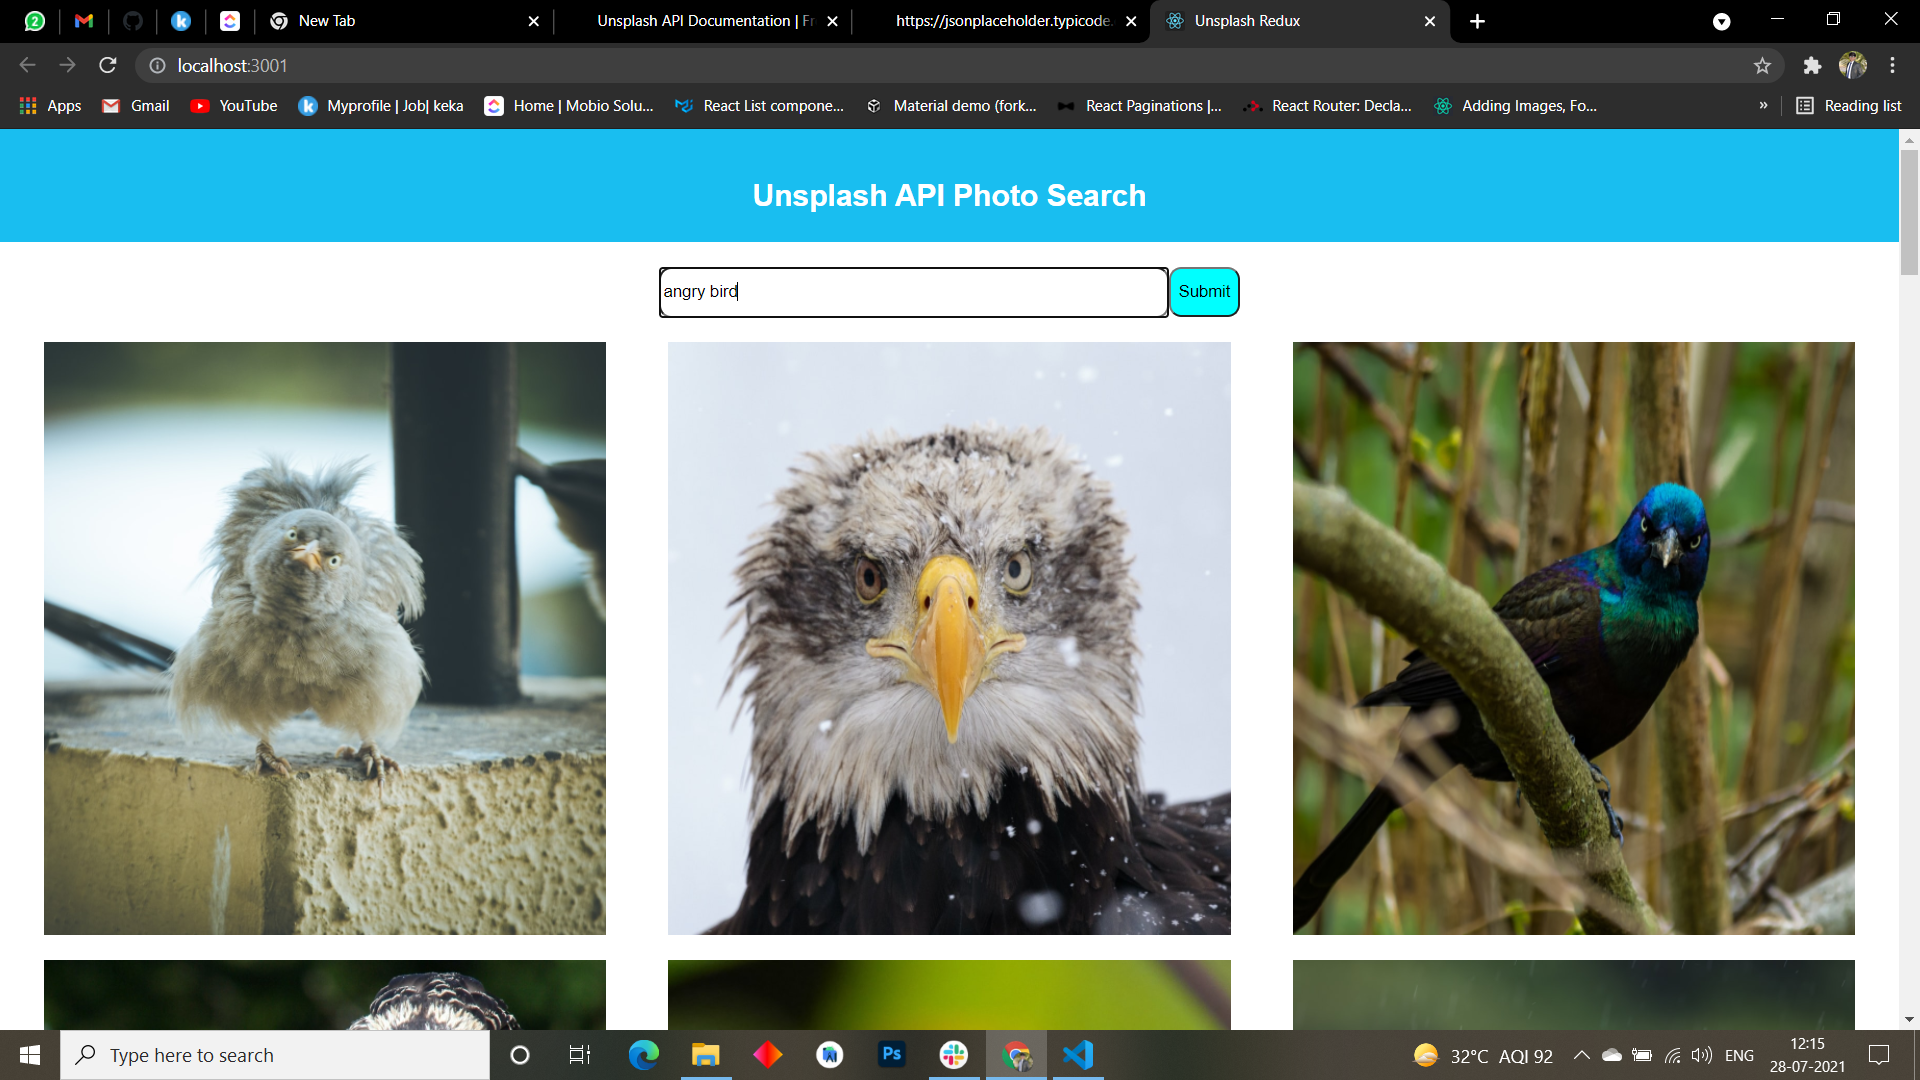 2
New Tab
Unsplash API Documentation | Fr
https://jsonplaceholder.typicode.
Unsplash Redux
localhost:3001
Apps
Gmail
YouTube
Myprofile | Job| keka
Home | Mobio Solu...
React List compone...
Material demo (fork...
React Paginations |...
React Router: Decla...
Adding Images, Fo...
»
Reading list
Unsplash API Photo Search
angry bird
Submit
Type here to search
Ps
32°C AQI 92
ENG
12:15
28-07-2021